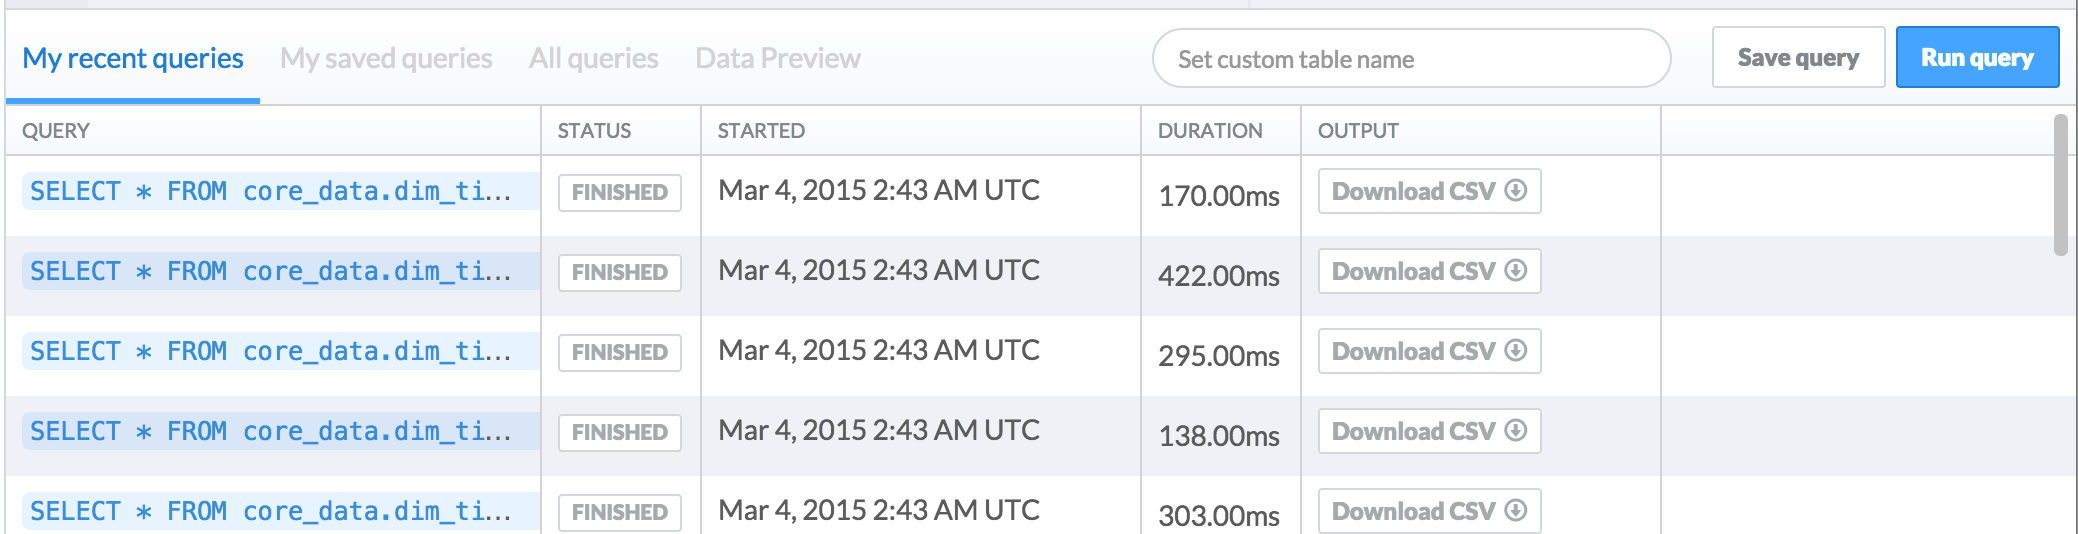 My recent queries My saved queries All queries Data Preview Set custom table name Save query Run query
QUERY STATUS STARTED DURATION OUTPUT
SELECT * FROM core_data.dim_ti... FINISHED Mar 4, 2015 2:43 AM UTC 170.00ms Download CSV
SELECT * FROM core_data.dim_ti... FINISHED Mar 4, 2015 2:43 AM UTC 422.00ms Download CSV
SELECT * FROM core_data.dim_ti... FINISHED Mar 4, 2015 2:43 AM UTC 295.00ms Download CSV
SELECT * FROM core_data.dim_ti... FINISHED Mar 4, 2015 2:43 AM UTC 138.00ms Download CSV
SELECT * FROM core_data.dim_ti... FINISHED Mar 4, 2015 2:43 AM UTC 303.00ms Download CSV